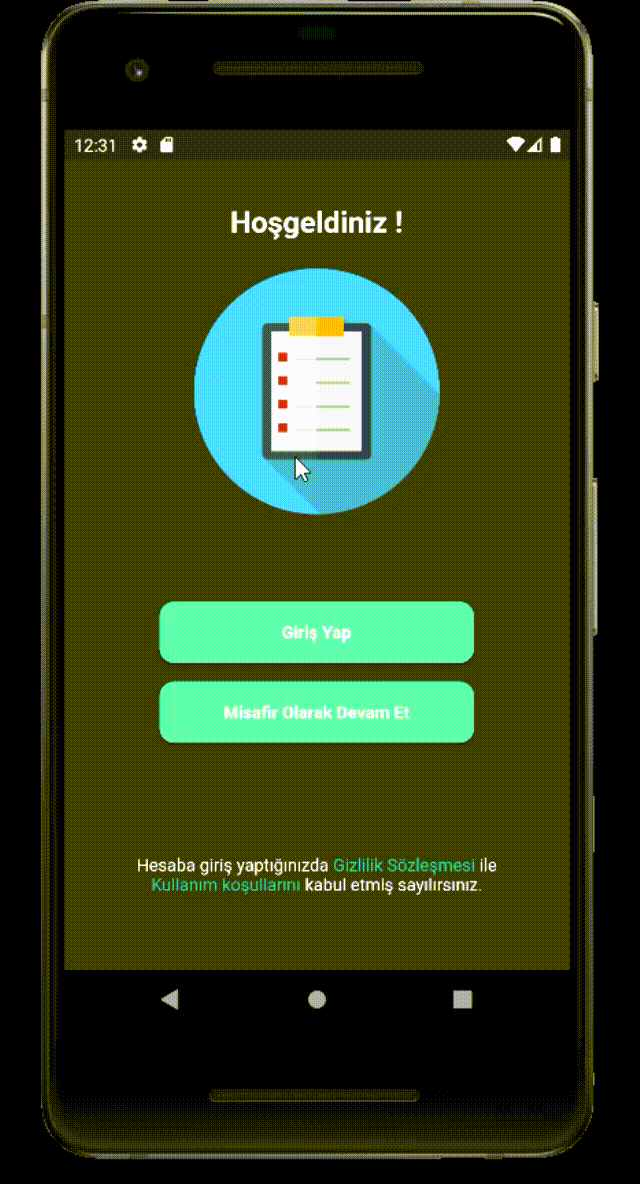 12:31
Hoşgeldiniz !
Giriş Yap
Misafir Olarak Devam Et
Hesaba giriş yaptığınızda Gizlilik Sözleşmesi ile
Kullanım koşullarını kabul etmiş sayılırsınız.